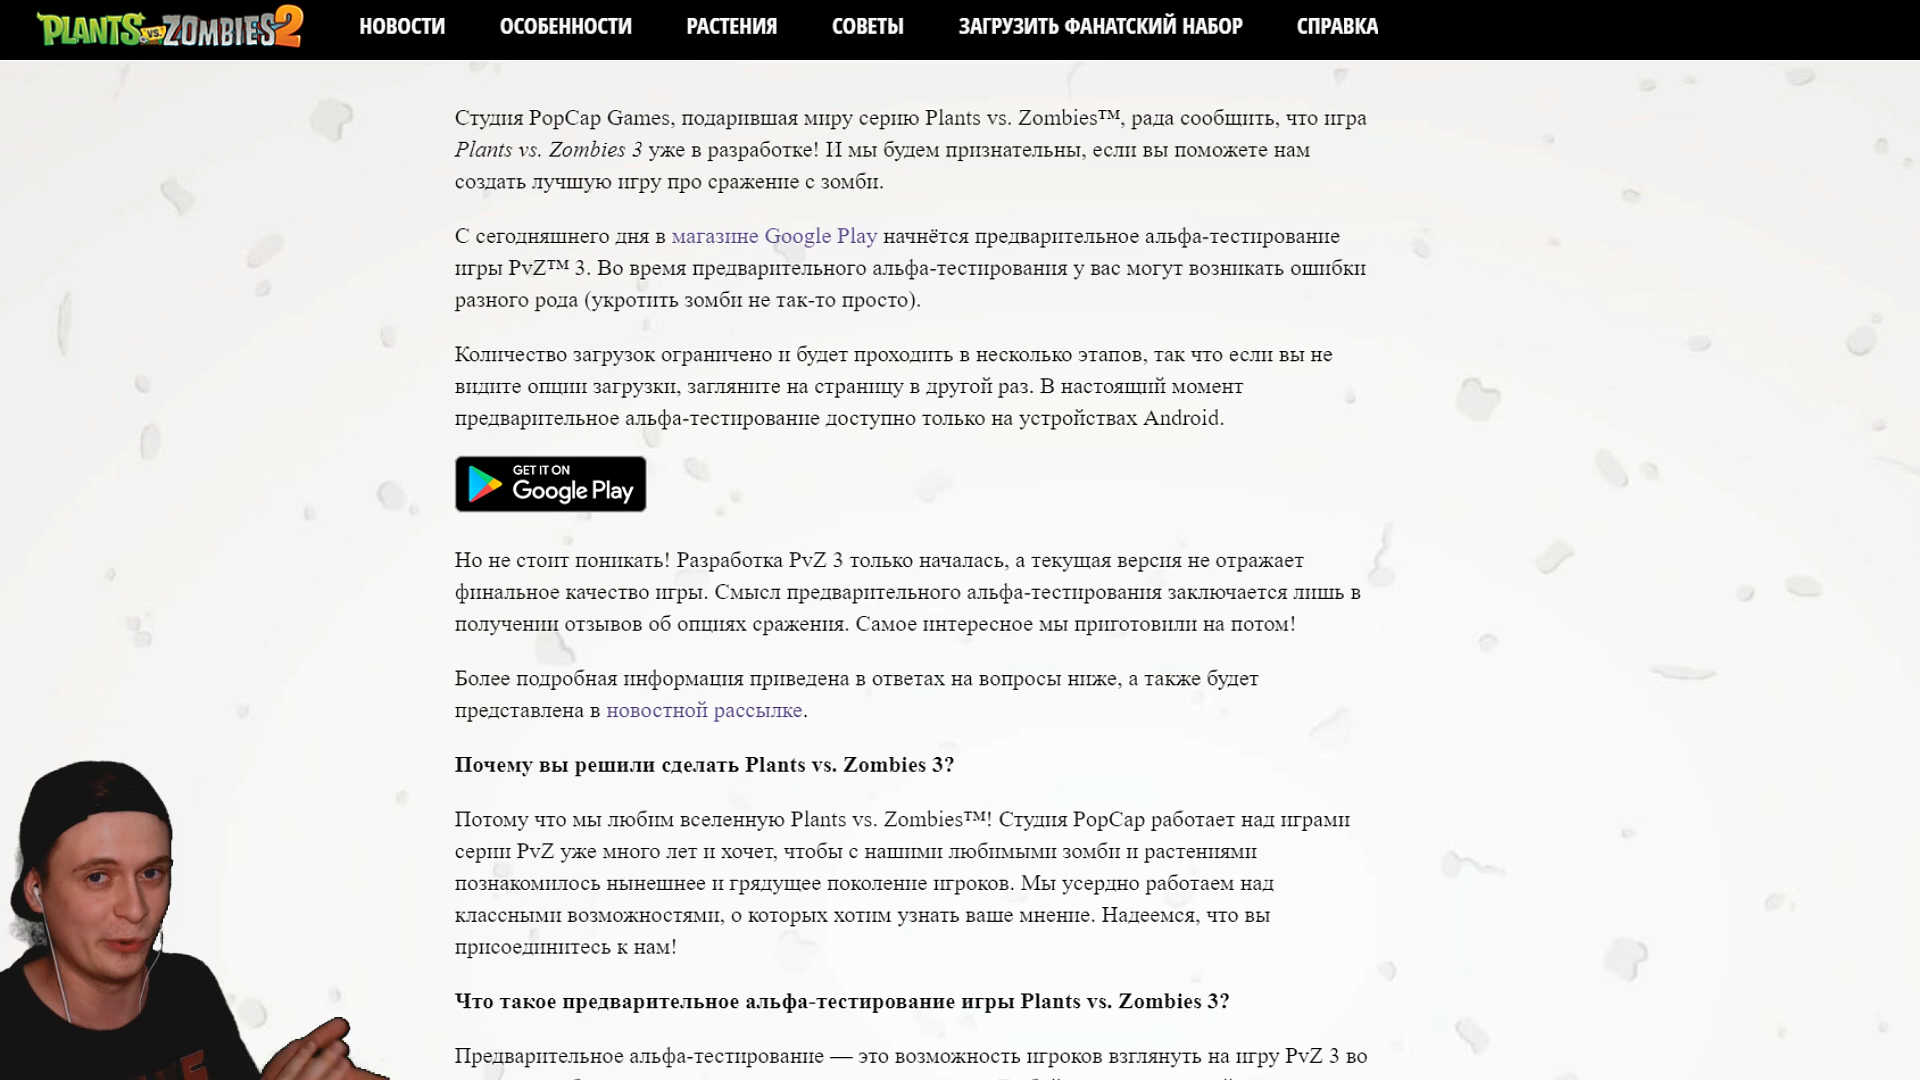 PLANTS VS. ZOMBIES 2
НОВОСТИ ОСОБЕННОСТИ РАСТЕНИЯ СОВЕТЫ ЗАГРУЗИТЬ ФАНАТСКИЙ НАБОР СПРАВКА
Студия PopCap Games, подарившая миру серию Plants vs. Zombies™, рада сообщить, что игра
Plants vs. Zombies 3 уже в разработке! И мы будем признательны, если вы поможете нам
создать лучшую игру про сражение с зомби.
С сегодняшнего дня в магазине Google Play начнётся предварительное альфа-тестирование
игры PvZ™ 3. Во время предварительного альфа-тестирования у вас могут возникать ошибки
разного рода (укротить зомби не так-то просто).
Количество загрузок ограничено и будет проходить в несколько этапов, так что если вы не
видите опции загрузки, загляните на страницу в другой раз. В настоящий момент
предварительное альфа-тестирование доступно только на устройствах Android.
GET IT ON
Google Play
Но не стоит поникать! Разработка PvZ 3 только началась, а текущая версия не отражает
финальное качество игры. Смысл предварительного альфа-тестирования заключается лишь в
получении отзывов об опциях сражения. Самое интересное мы приготовили на потом!
Более подробная информация приведена в ответах на вопросы ниже, а также будет
представлена в новостной рассылке.
Почему вы решили сделать Plants vs. Zombies 3?
Потому что мы любим вселенную Plants vs. Zombies™! Студия PopCap работает над играми
серии PvZ уже много лет и хочет, чтобы с нашими любимыми зомби и растениями
познакомилось нынешнее и грядущее поколение игроков. Мы усердно работаем над
классными возможностями, о которых хотим узнать ваше мнение. Надеемся, что вы
присоединитесь к нам!
Что такое предварительное альфа-тестирование игры Plants vs. Zombies 3?
Предварительное альфа-тестирование — это возможность игроков взглянуть на игру PvZ 3 во